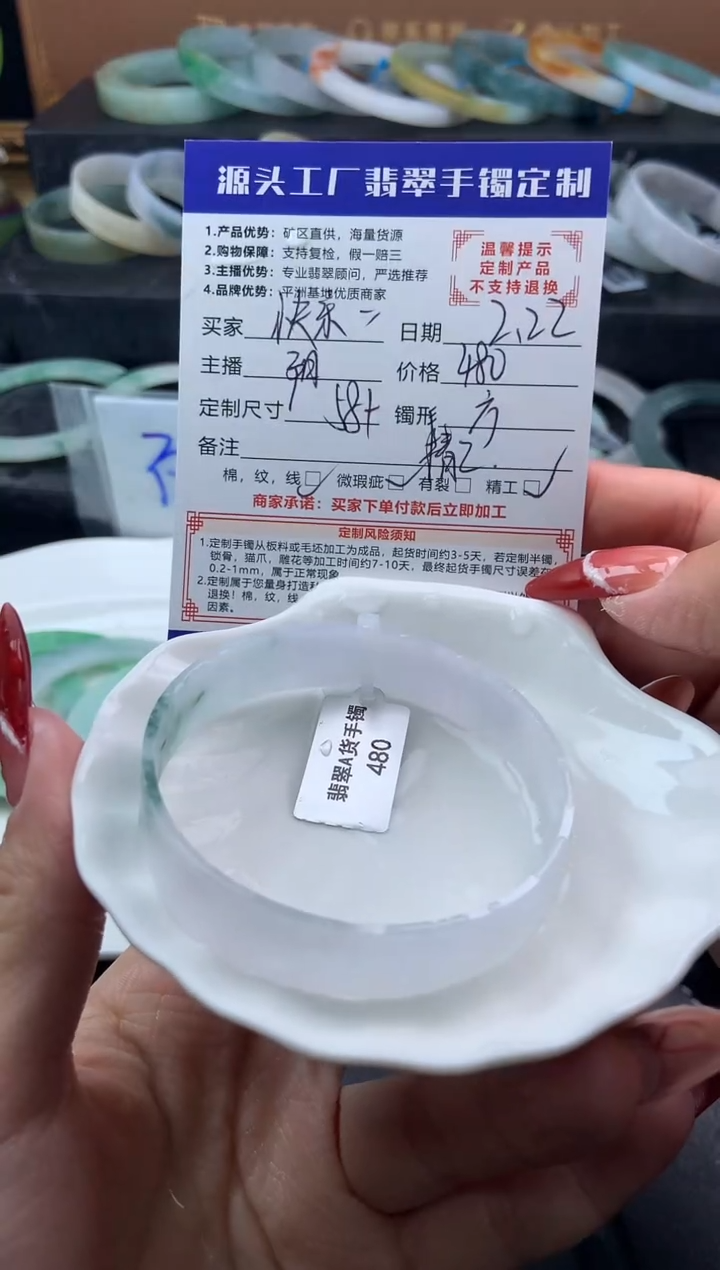 源头工厂翡翠手镯定制
1.产品优势：矿区直供，海量货源
2.购物保障：支持复检，假一赔三
3.主播优势：专业翡翠顾问，严选推荐
4.品牌优势：平洲基地优质商家
温馨提示
定制产品
不支持退换
买家 快乐一 日期 2.22
主播 价格 480
定制尺寸 58+ 镯形 方
备注 精工.
棉，纹，线 微瑕疵 有裂 精工
商家承诺：买家下单付款后立即加工
定制风险须知
1.定制手镯从板料或毛坯加工为成品，起货时间约3-5天，若定制半镯，
锁骨，猫爪，雕花等加工时间约7-10天，最终起货手镯尺寸误差在
0.2-1mm，属于正常现象
2.定制属于您量身打造
退换！棉，纹，线
因素。
翡翠A货手镯
480